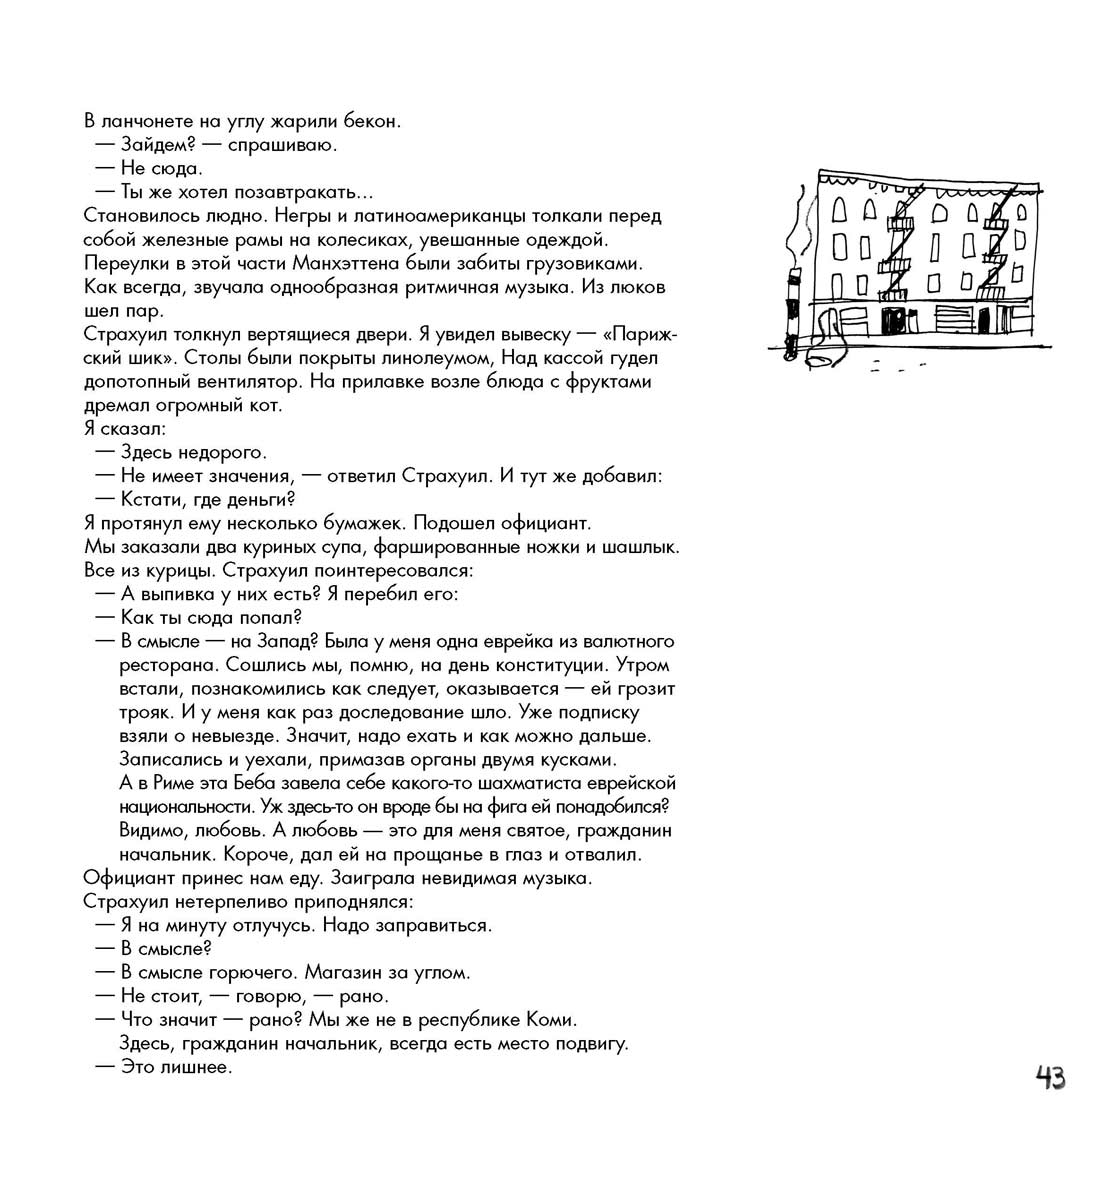 В ланчонете на углу жарили бекон.
— Зайдем? — спрашиваю.
— Не сюда.
— Ты же хотел позавтракать...
Становилось людно. Негры и латиноамериканцы толкали перед
собой железные рамы на колесиках, увешанные одеждой.
Переулки в этой части Манхэттена были забиты грузовиками.
Как всегда, звучала однообразная ритмичная музыка. Из люков
шел пар.
Страхуил толкнул вертящиеся двери. Я увидел вывеску — «Париж-
ский шик». Столы были покрыты линолеумом, Над кассой гудел
допотопный вентилятор. На прилавке возле блюда с фруктами
дремал огромный кот.
Я сказал:
— Здесь недорого.
— Не имеет значения, — ответил Страхуил. И тут же добавил:
— Кстати, где деньги?
Я протянул ему несколько бумажек. Подошел официант.
Мы заказали два куриных супа, фаршированные ножки и шашлык.
Все из курицы. Страхуил поинтересовался:
— А выпивка у них есть? Я перебил его:
— Как ты сюда попал?
— В смысле — на Запад? Была у меня одна еврейка из валютного
ресторана. Сошлись мы, помню, на день конституции. Утром
встали, познакомились как следует, оказывается — ей грозит
трояк. И у меня как раз доследование шло. Уже подписку
взяли о невыезде. Значит, надо ехать и как можно дальше.
Записались и уехали, примазав органы двумя кусками.
А в Риме эта Беба завела себе какого-то шахматиста еврейской
национальности. Уж здесь-то он вроде бы на фига ей понадобился?
Видимо, любовь. А любовь — это для меня святое, гражданин
начальник. Короче, дал ей на прощанье в глаз и отвалил.
Официант принес нам еду. Заиграла невидимая музыка.
Страхуил нетерпеливо приподнялся:
— Я на минуту отлучусь. Надо заправиться.
— В смысле?
— В смысле горючего. Магазин за углом.
— Не стоит, — говорю, — рано.
— Что значит — рано? Мы же не в республике Коми.
Здесь, гражданин начальник, всегда есть место подвигу.
— Это лишнее.
43